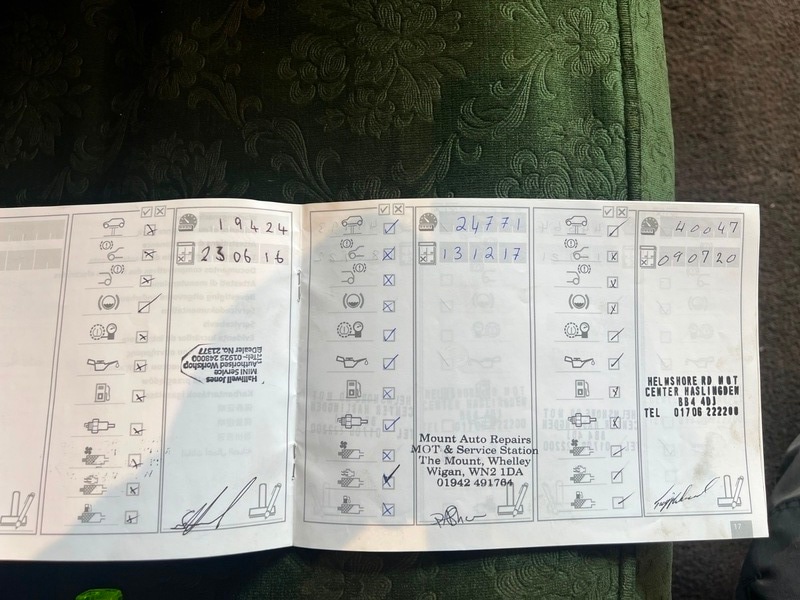 19424
230616
Halliwell Jones
MINI Service
Authorised Workshop
Tel:- 01925 248000
Dealer No. 21377
24771
131217
Mount Auto Repairs
MOT & Service Station
The Mount, Whelley
Wigan, WN2 1DA
01942 491764
40047
090720
HELMSHORE RD MOT
CENTER HASLINGDEN
BB4 4DJ
TEL 01706 222200
17